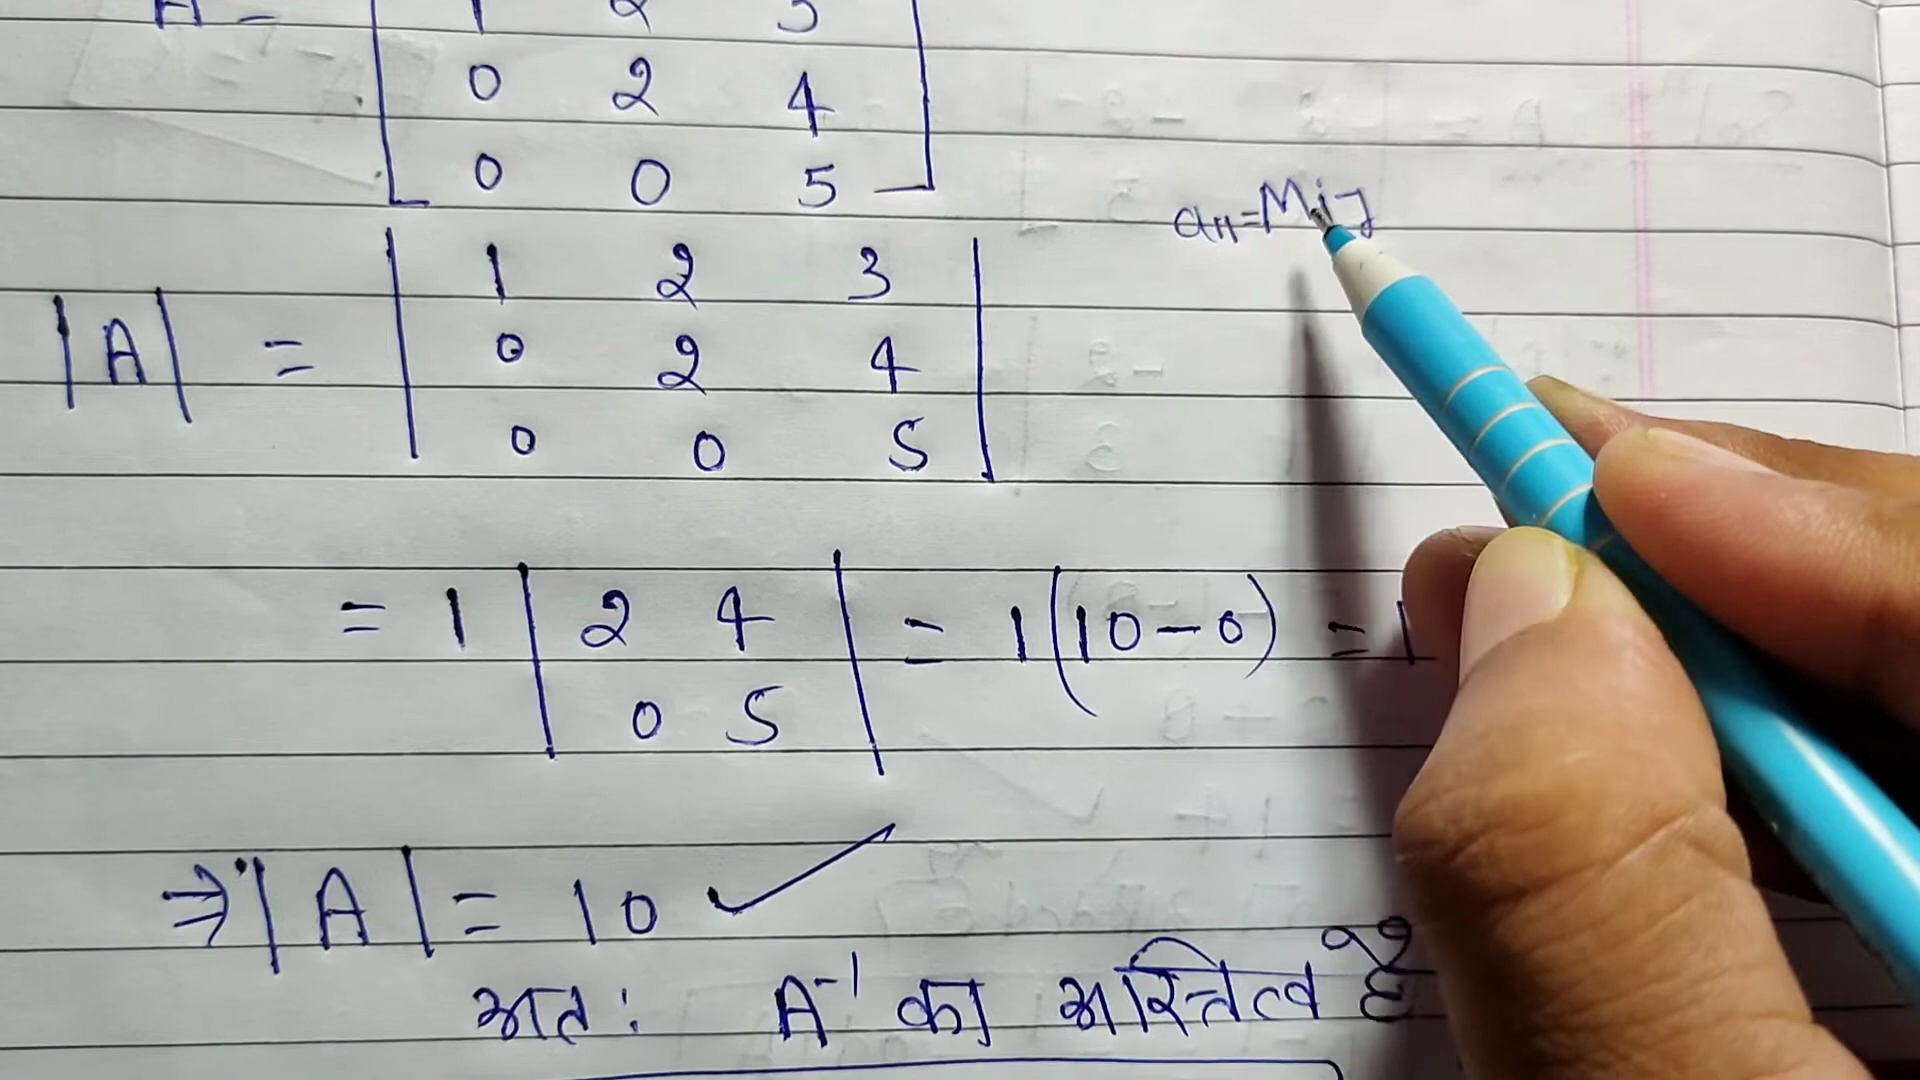 A = 1 2 3
0 2 4
0 0 5
a11=Mij
|A| = | 1 2 3 |
0 2 4
0 0 5
= 1 | 2 4 | = 1(10-0) = 1
0 5
⇒ |A| = 10 ✓
अतः A⁻¹ का अस्तित्व है